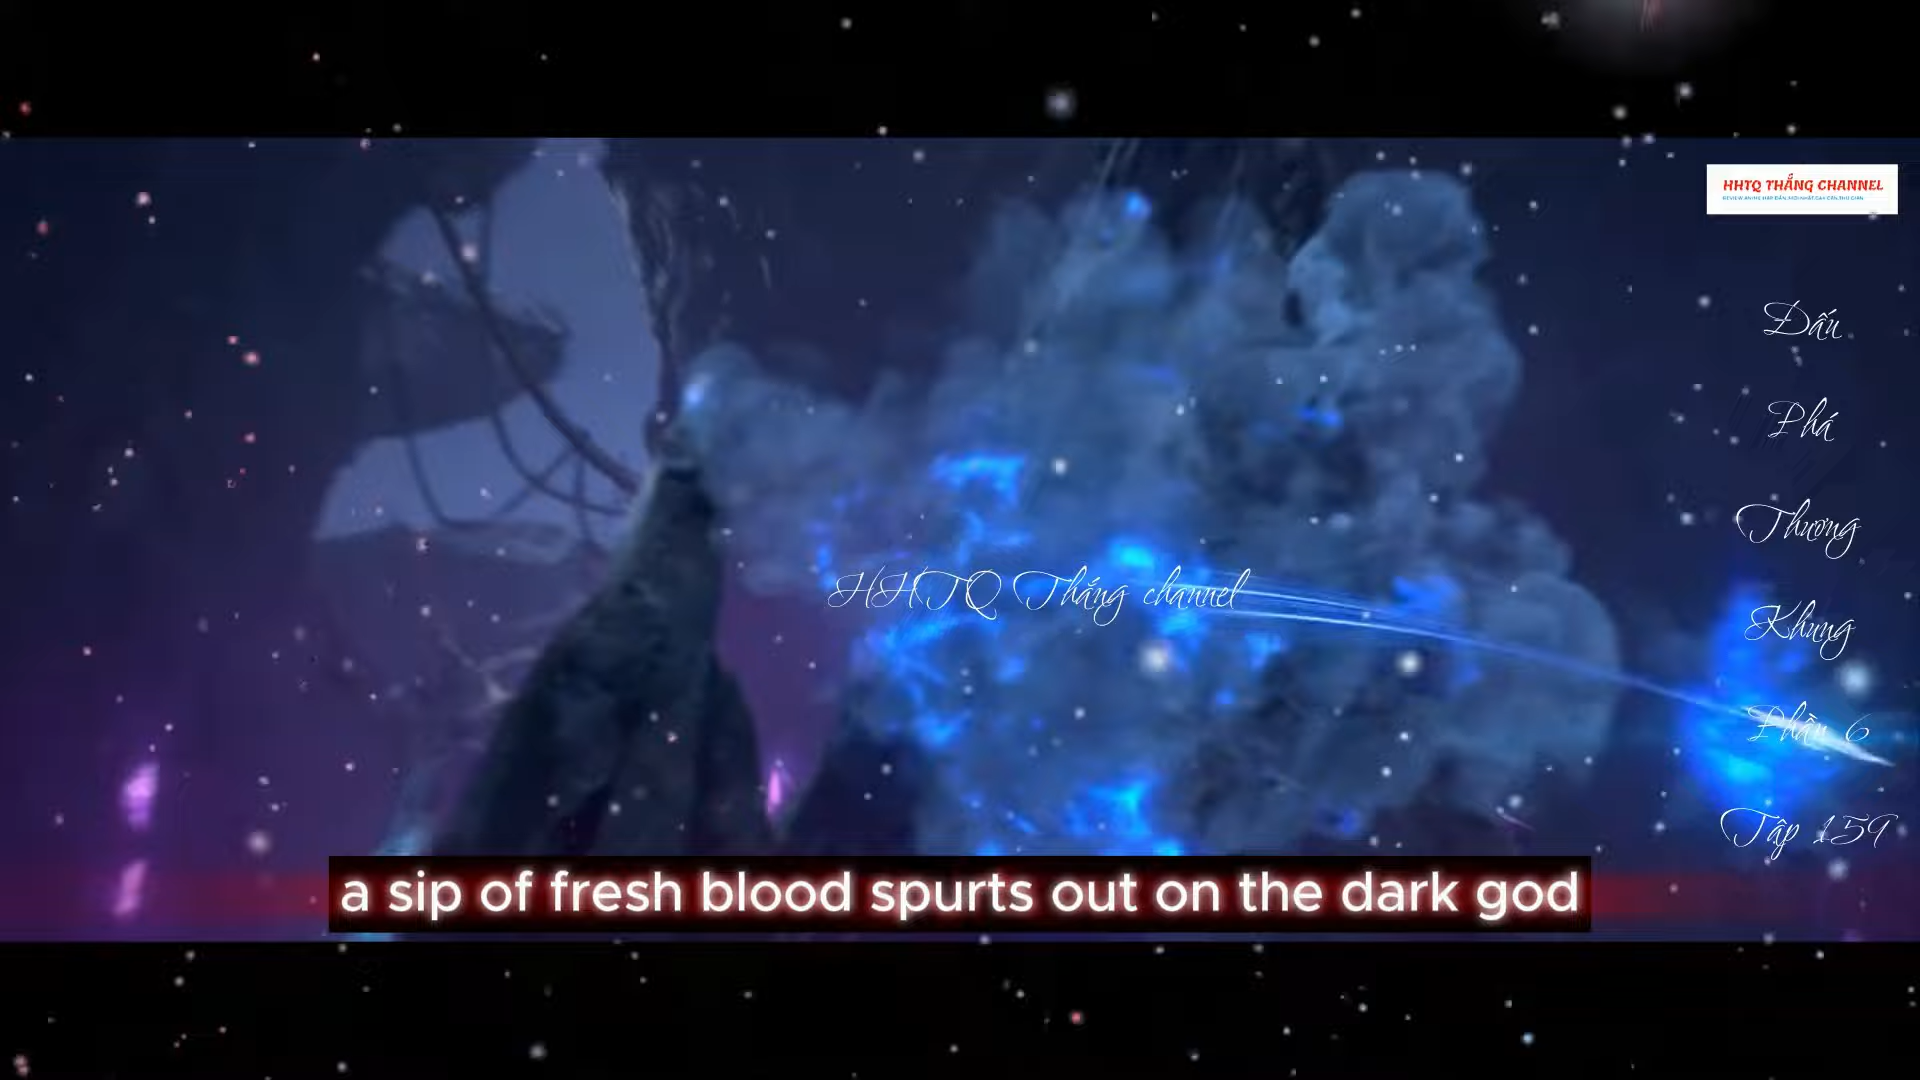 HHTQ THẮNG CHANNEL
Đấu
Phá
Thương
Khung
Phần 6
Tập 159
HHTQ Thắng channel
a sip of fresh blood spurts out on the dark god